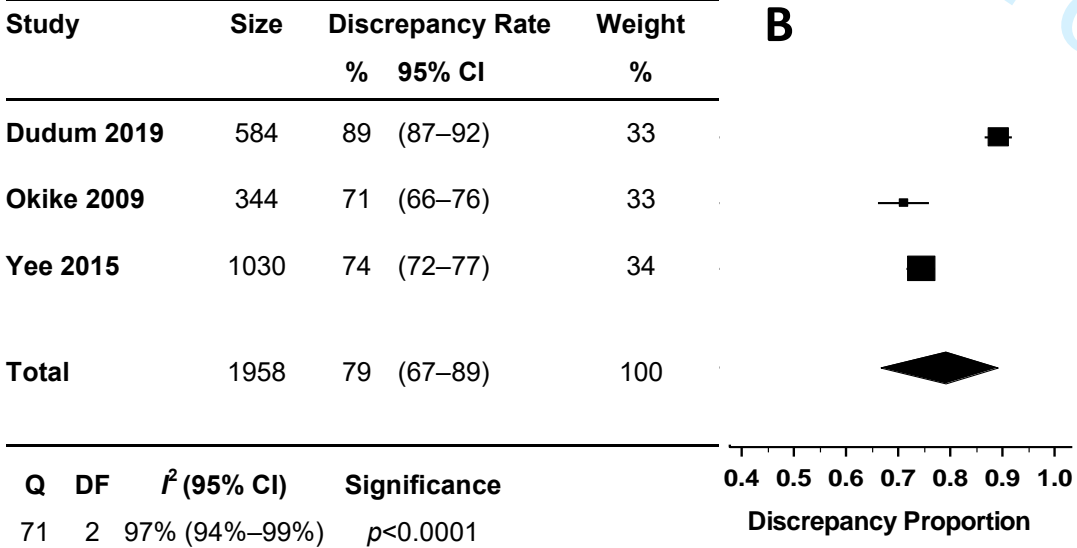 Study Size Discrepancy Rate Weight B
% 95% CI %
Dudum 2019 584 89 (87–92) 33
Okike 2009 344 71 (66–76) 33
Yee 2015 1030 74 (72–77) 34
Total 1958 79 (67–89) 100
Q DF I² (95% CI) Significance
71 2 97% (94%–99%) p<0.0001
0.4 0.5 0.6 0.7 0.8 0.9 1.0
Discrepancy Proportion